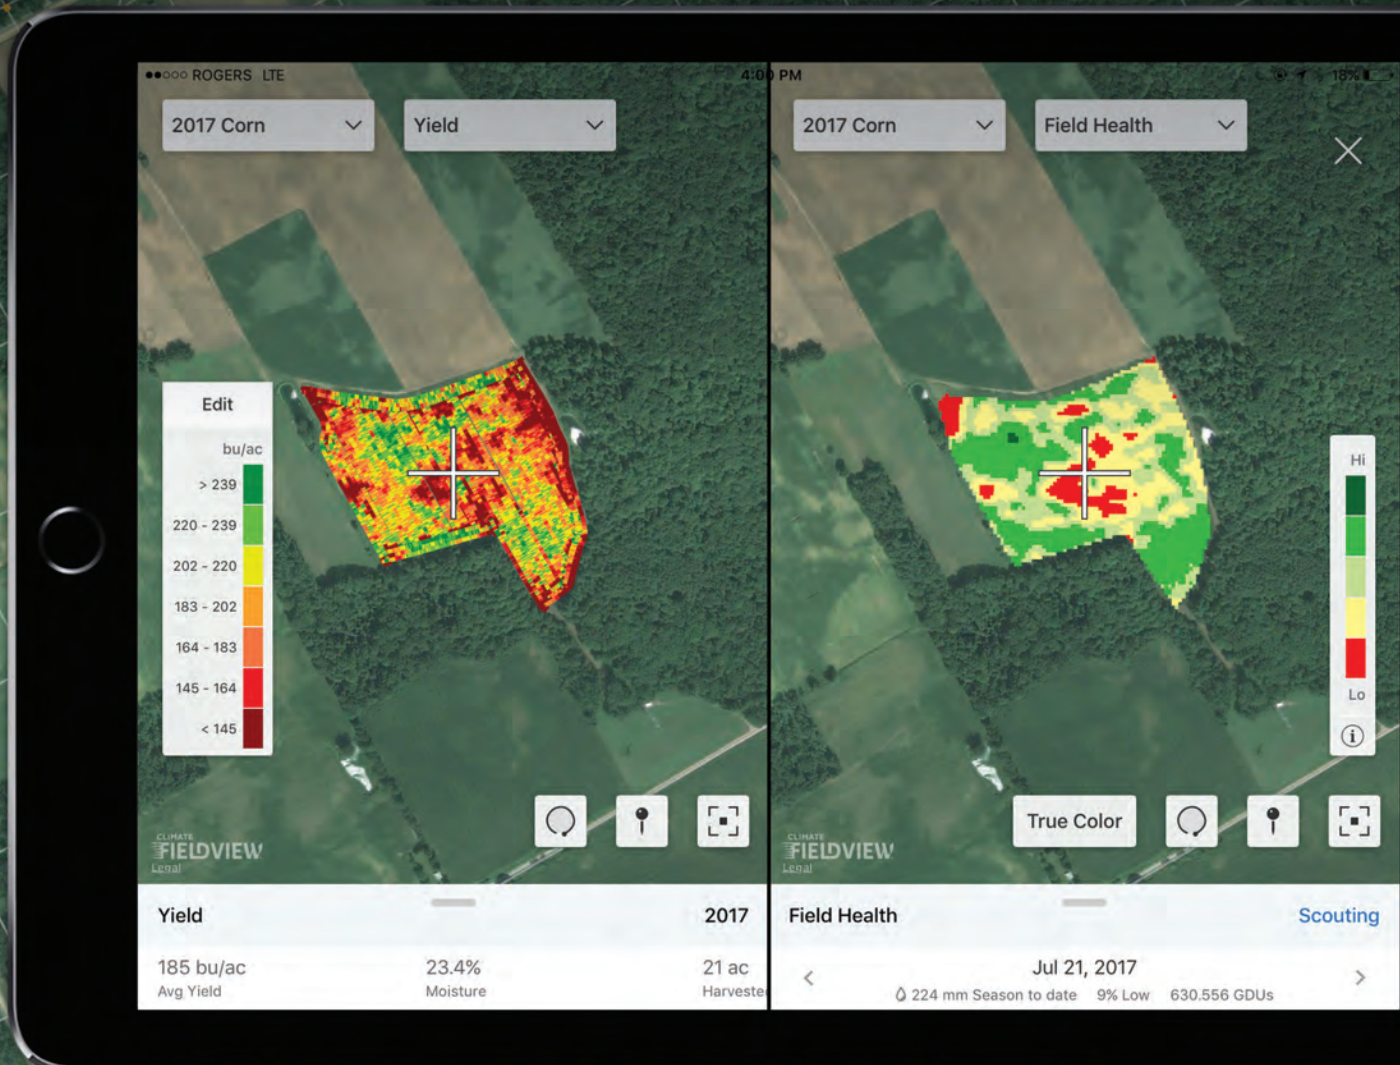 ROGERS LTE
4:00 PM
18%
2017 Corn
Yield
2017 Corn
Field Health
Edit
bu/ac
> 239
220 - 239
202 - 220
183 - 202
164 - 183
145 - 164
< 145
Hi
Lo
i
True Color
CLIMATE
FIELDVIEW
Legal
CLIMATE
FIELDVIEW
Legal
Yield
2017
185 bu/ac
23.4%
21 ac
Avg Yield
Moisture
Harveste
Field Health
Scouting
Jul 21, 2017
224 mm Season to date 9% Low 630.556 GDUs